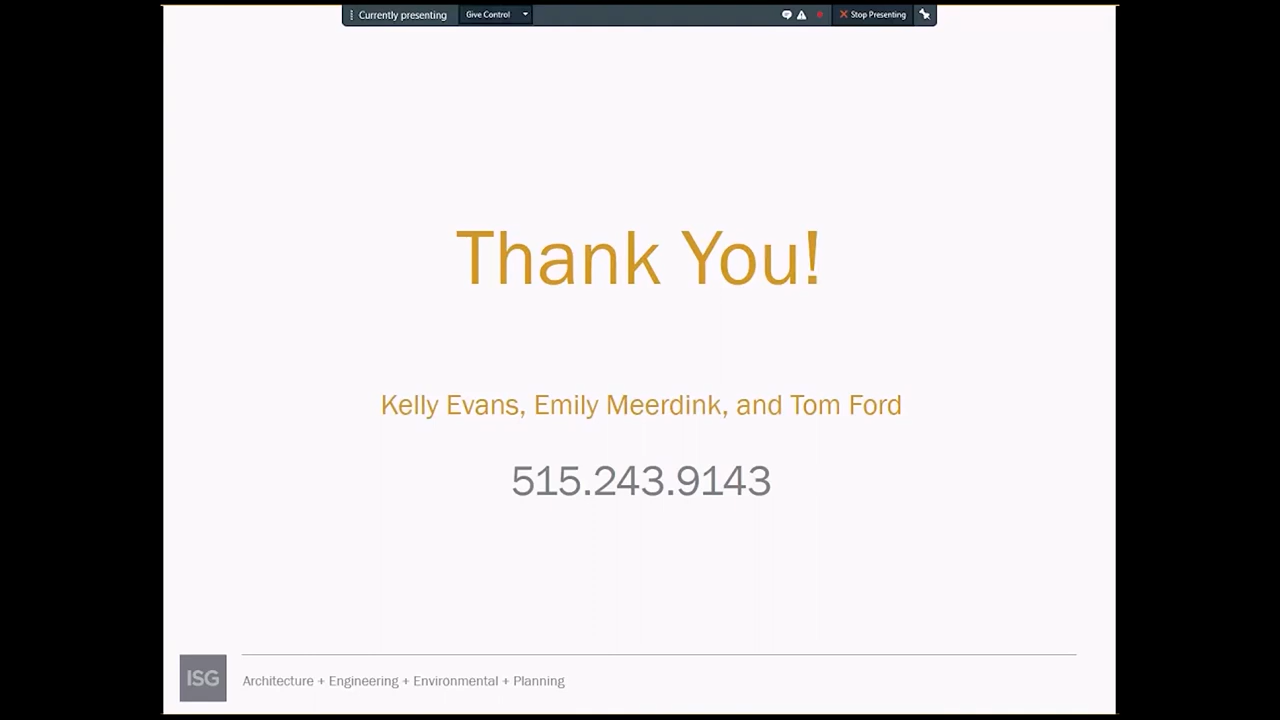 Currently presenting Give Control Stop Presenting
Thank You!
Kelly Evans, Emily Meerdink, and Tom Ford
515.243.9143
ISG Architecture + Engineering + Environmental + Planning